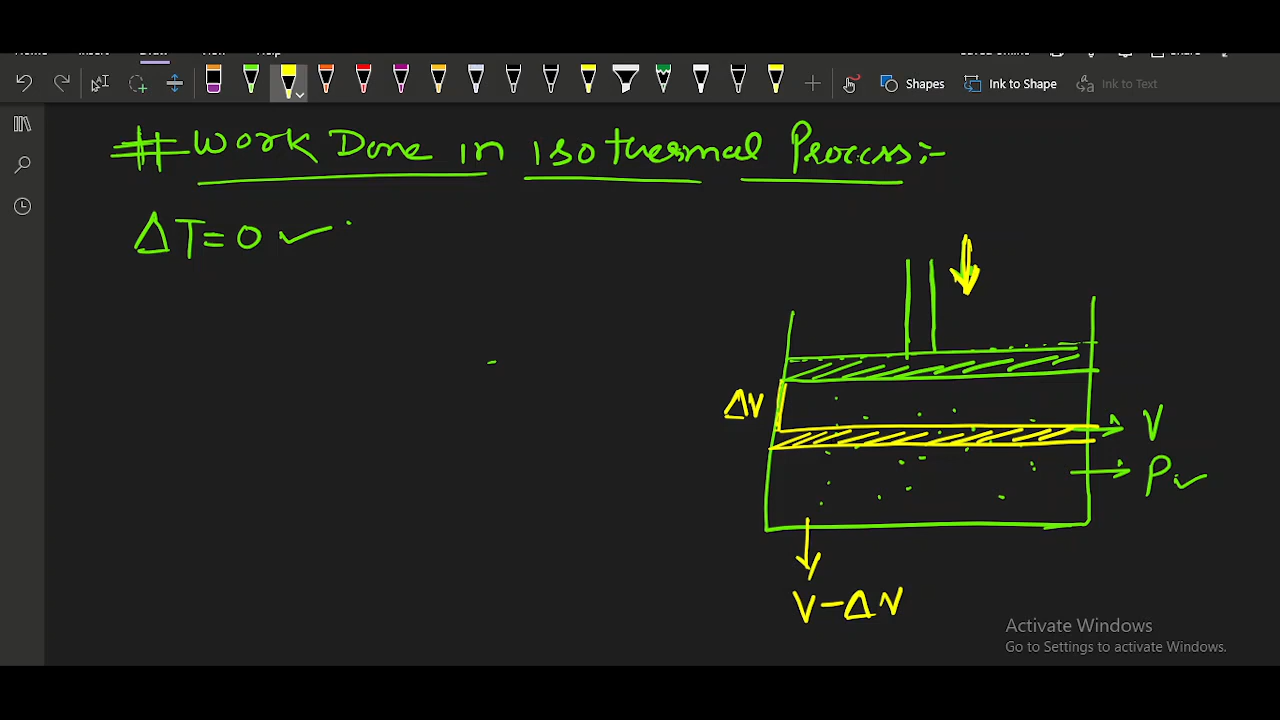 Shapes
Ink to Shape
Ink to Text
# Work Done in isothermal Process:-
ΔT=0 ✓
ΔV
V
P ✓
V-ΔV
Activate Windows
Go to Settings to activate Windows.